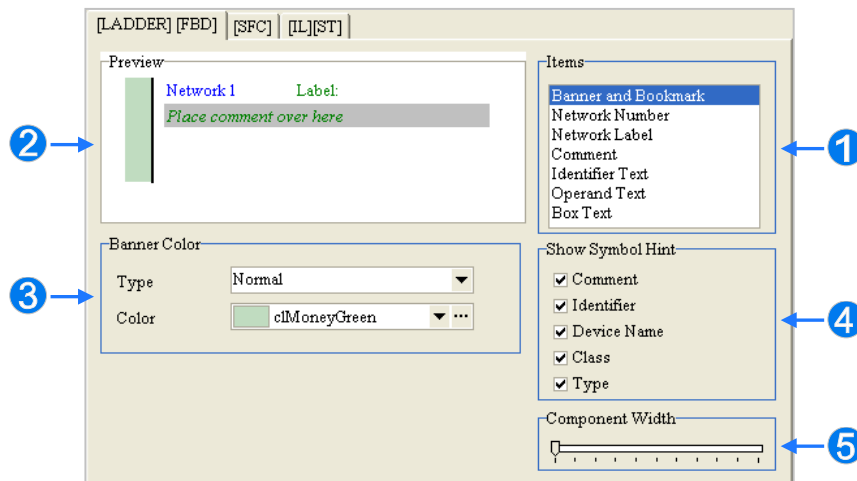 [LADDER] [FBD] [SFC] [IL][ST]
Preview
Network 1 Label:
Place comment over here
2
Items
Banner and Bookmark
Network Number
Network Label
Comment
Identifier Text
Operand Text
Box Text
1
Banner Color
Type Normal
Color clMoneyGreen ...
3
Show Symbol Hint
Comment
Identifier
Device Name
Class
Type
4
Component Width
5